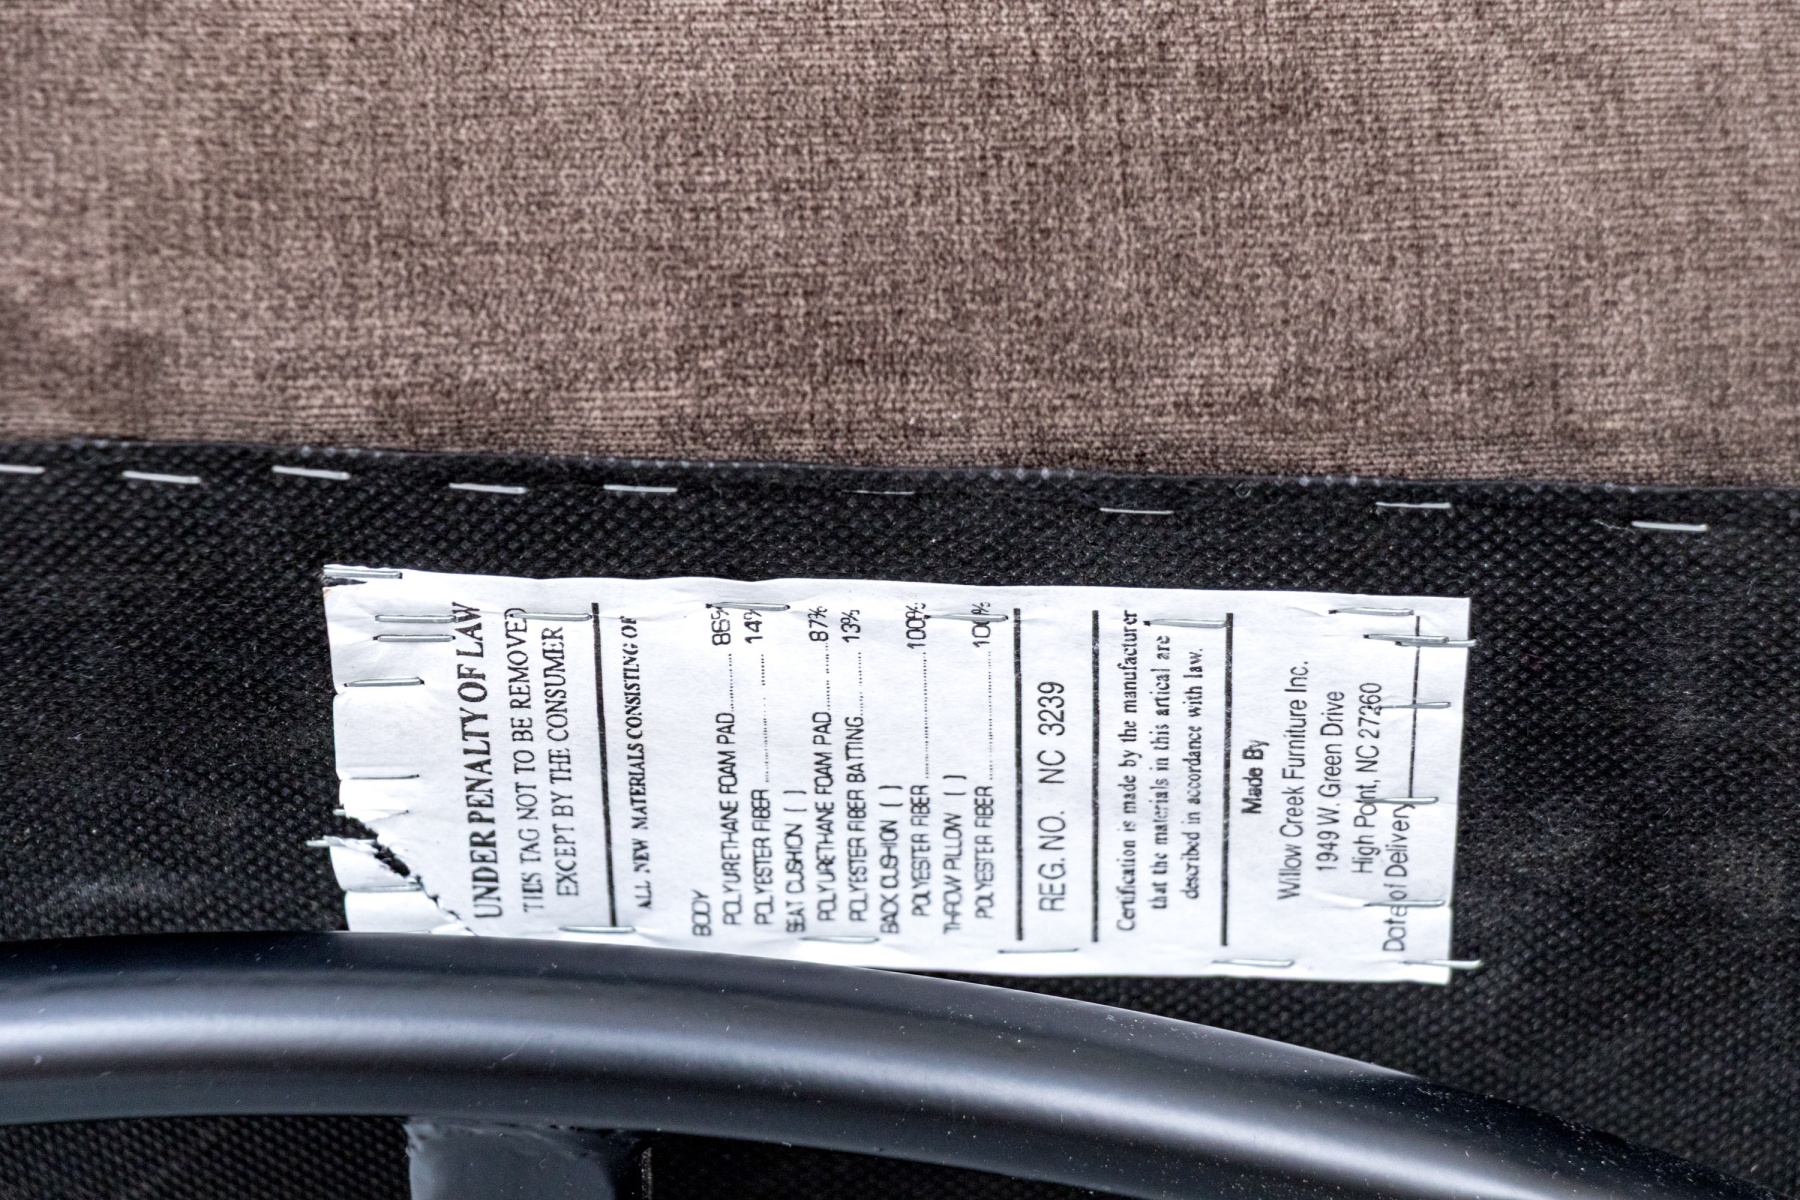 UNDER PENALTY OF LAW
THIS TAG NOT TO BE REMOVED
EXCEPT BY THE CONSUMER
ALL NEW MATERIALS CONSISTING OF
BODY
POLYURETHANE FOAM PAD.......... 86%
POLYESTER FIBER.......... 14%
SEAT CUSHION ( )
POLYURETHANE FOAM PAD.......... 87%
POLYESTER FIBER BATTING.......... 13%
BACK CUSHION ( )
POLYESTER FIBER.......... 100%
THROW PILLOW ( )
POLYESTER FIBER.......... 100%
REG. NO. NC 3239
Certification is made by the manufacturer
that the materials in this artical are
described in accordance with law.
Made By
Willow Creek Furniture Inc.
1949 W. Green Drive
High Point, NC 27260
Date of Delivery